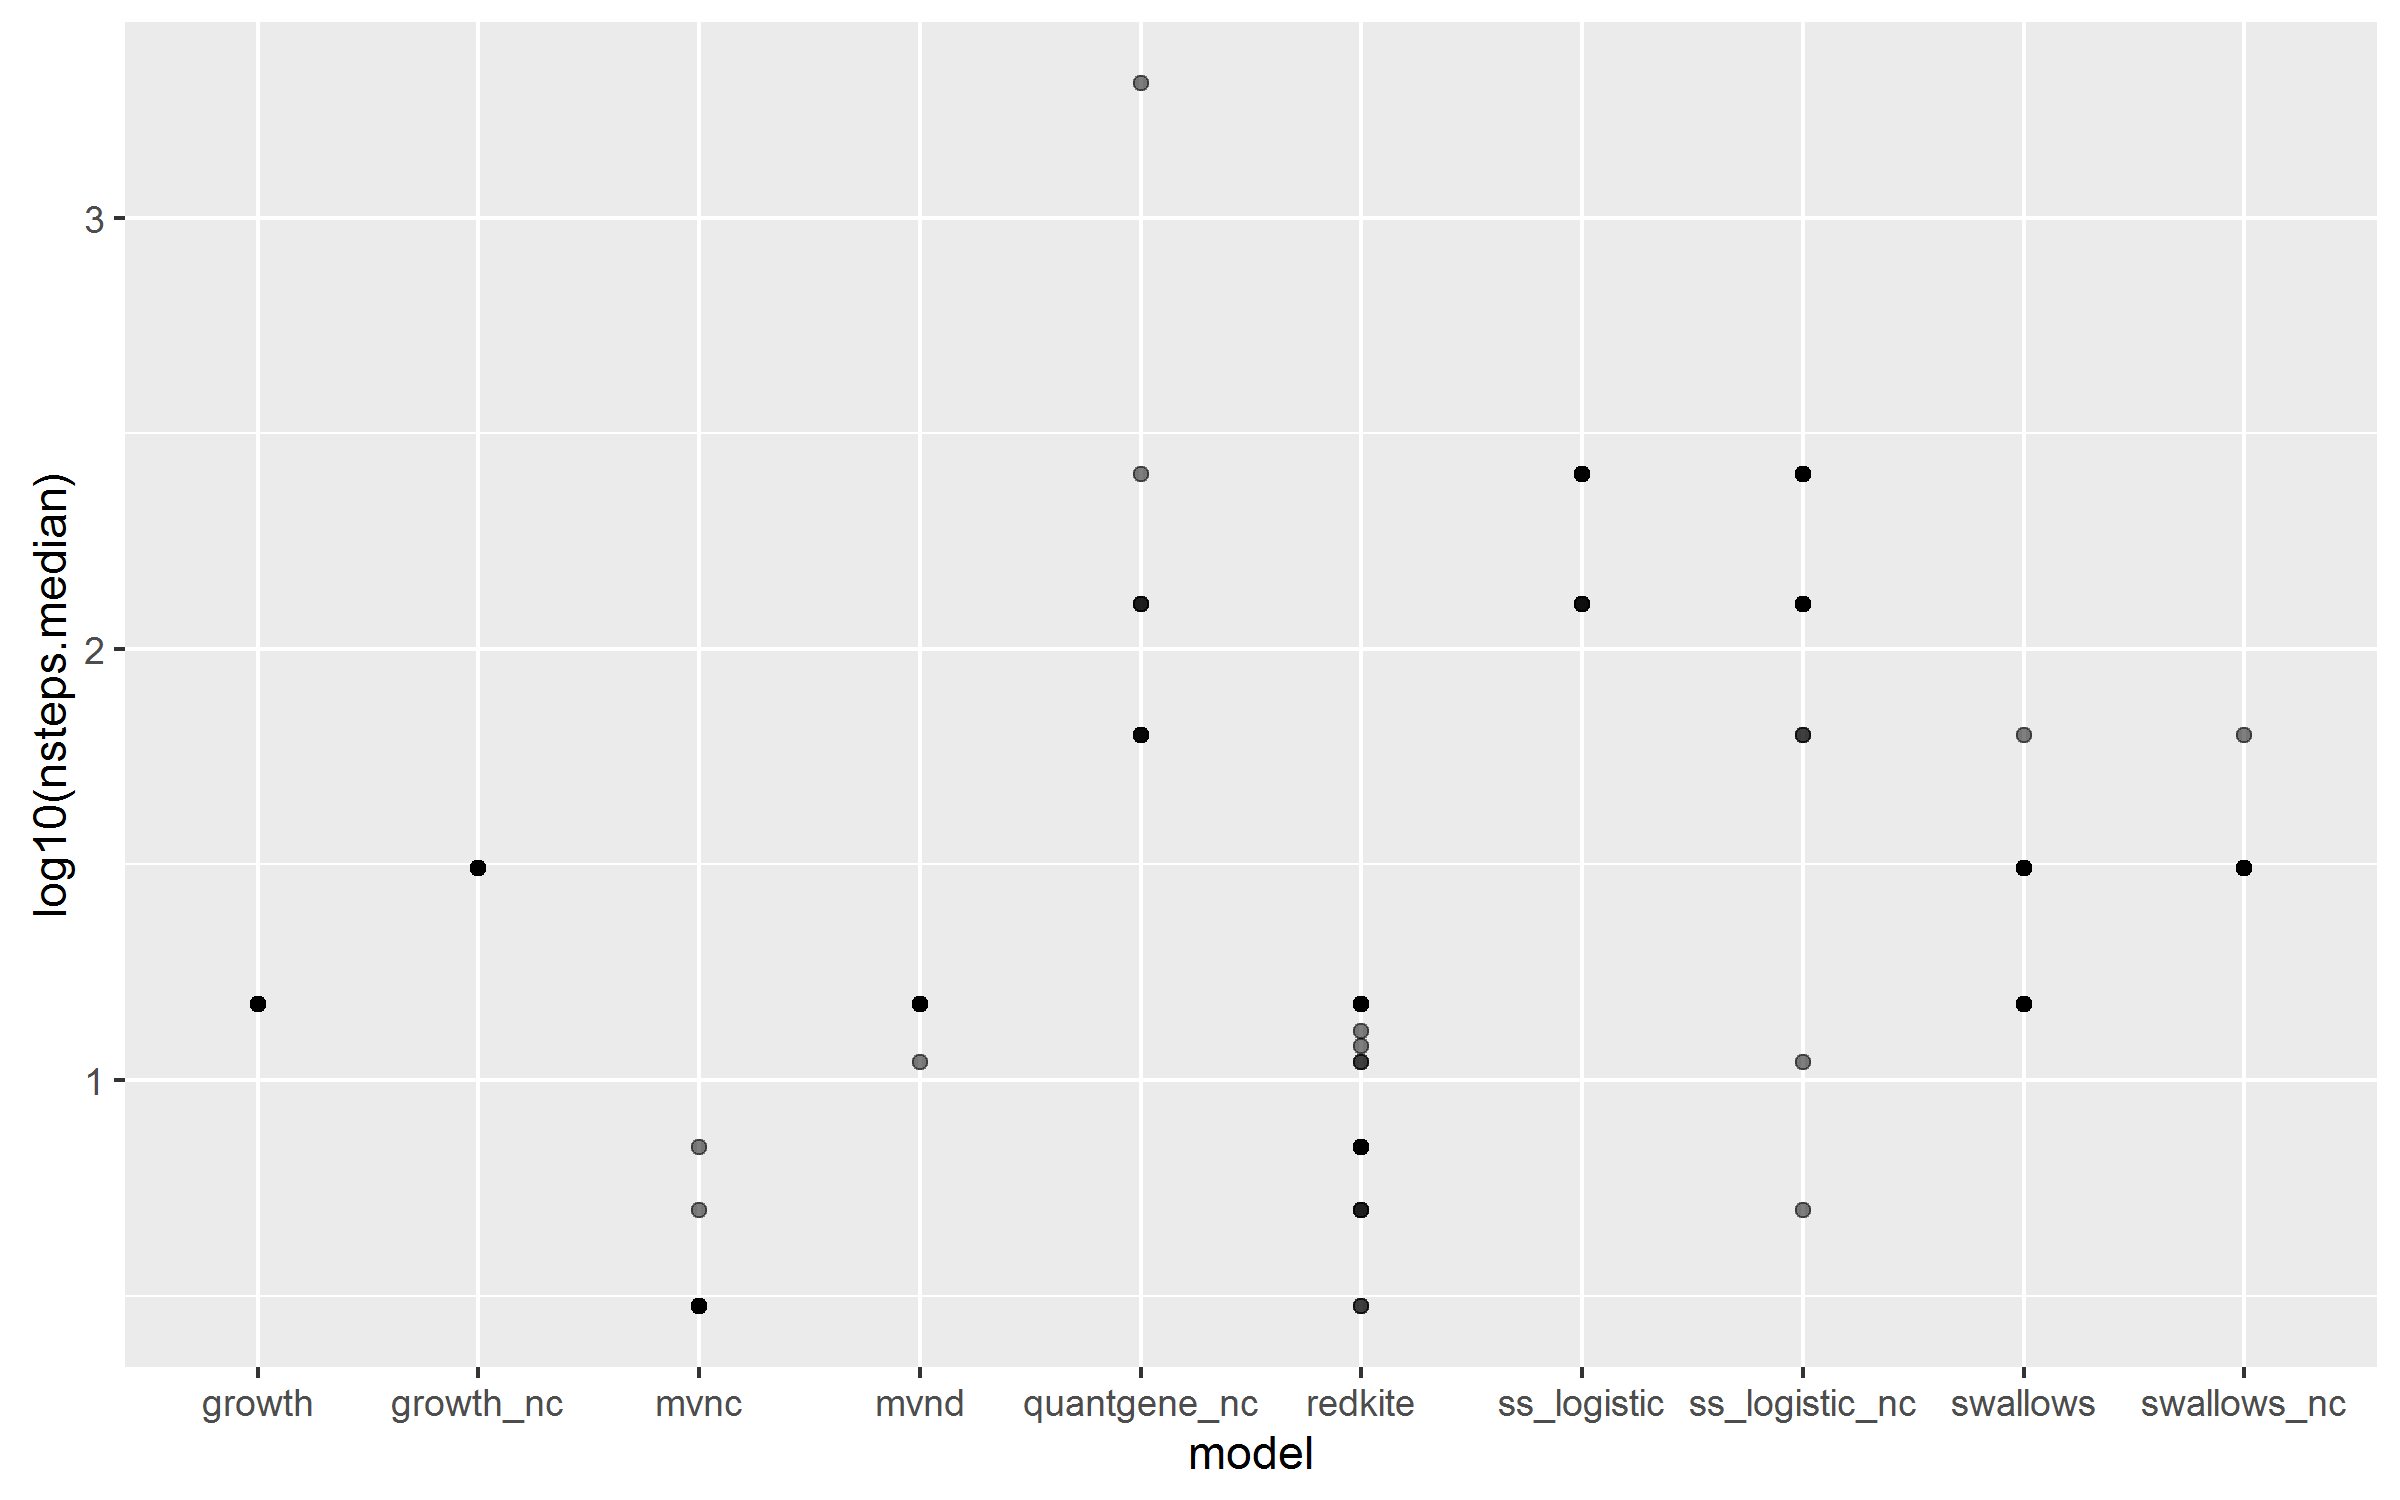 log10(nsteps.median)
3
2
1
growth growth_nc mvnc mvnd quantgene_nc redkite ss_logistic ss_logistic_nc swallows swallows_nc
model